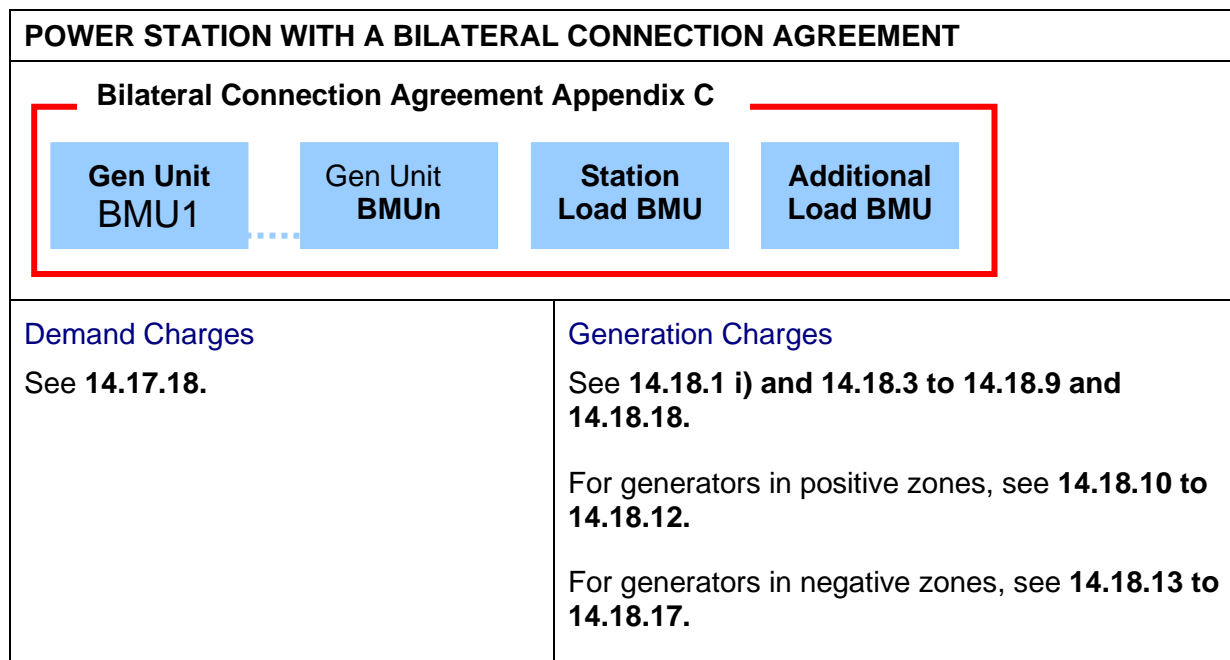 POWER STATION WITH A BILATERAL CONNECTION AGREEMENT
Bilateral Connection Agreement Appendix C
Gen Unit
BMU1
Gen Unit
BMUn
Station
Load BMU
Additional
Load BMU
Demand Charges
See 14.17.18.
Generation Charges
See 14.18.1 i) and 14.18.3 to 14.18.9 and
14.18.18.
For generators in positive zones, see 14.18.10 to
14.18.12.
For generators in negative zones, see 14.18.13 to
14.18.17.